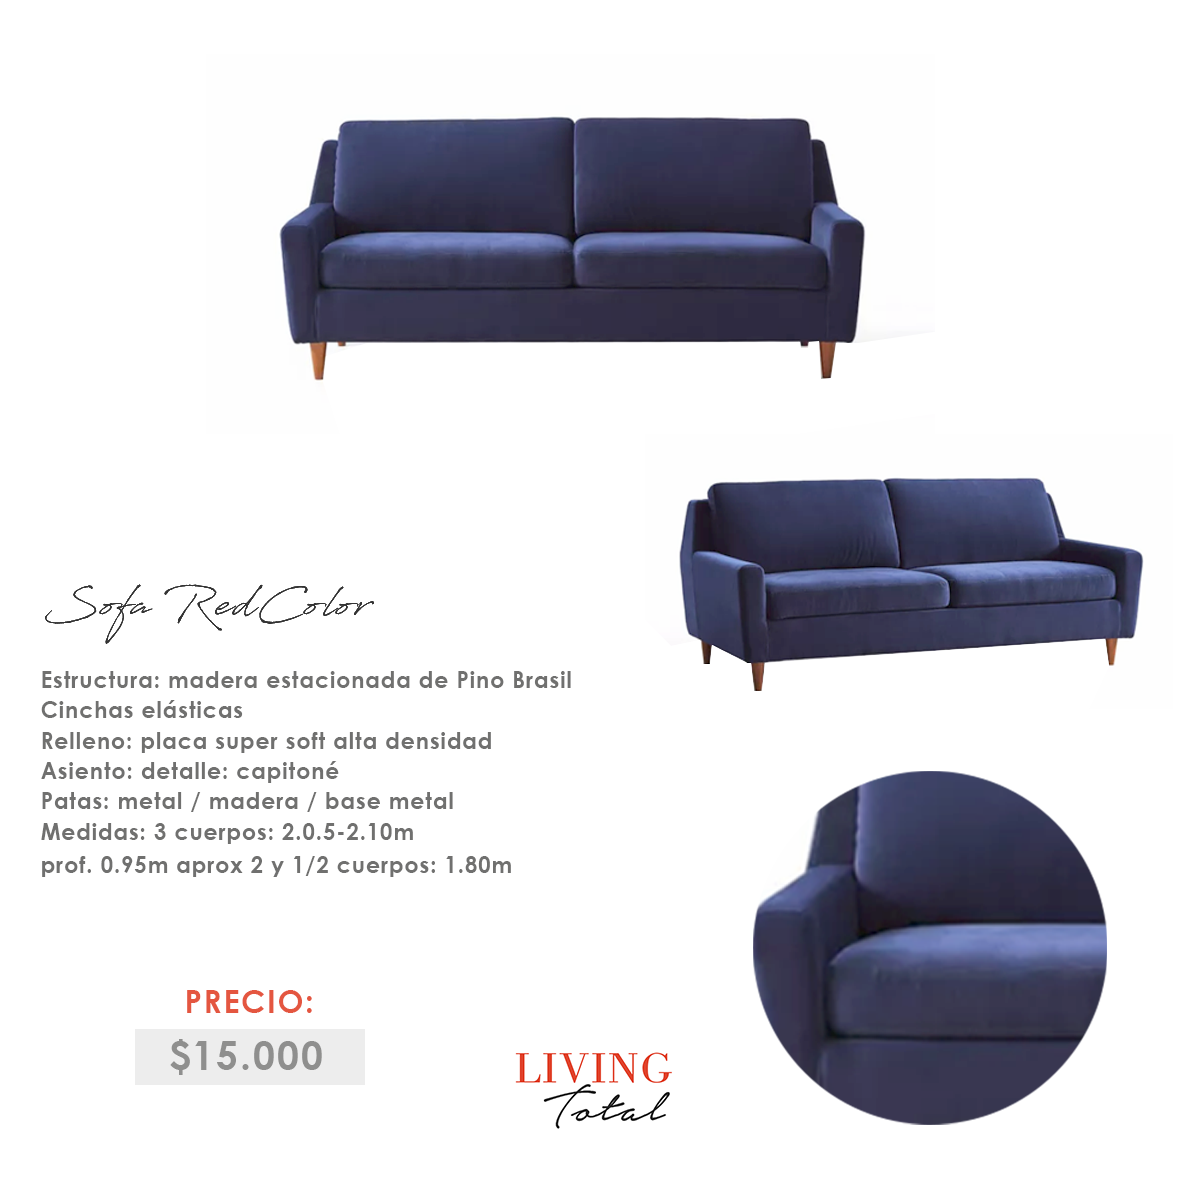 Sofa RedColor
Estructura: madera estacionada de Pino Brasil
Cinchas elásticas
Relleno: placa super soft alta densidad
Asiento: detalle: capitoné
Patas: metal / madera / base metal
Medidas: 3 cuerpos: 2.0.5-2.10m
prof. 0.95m aprox 2 y 1/2 cuerpos: 1.80m
PRECIO:
$15.000
LIVING
Total